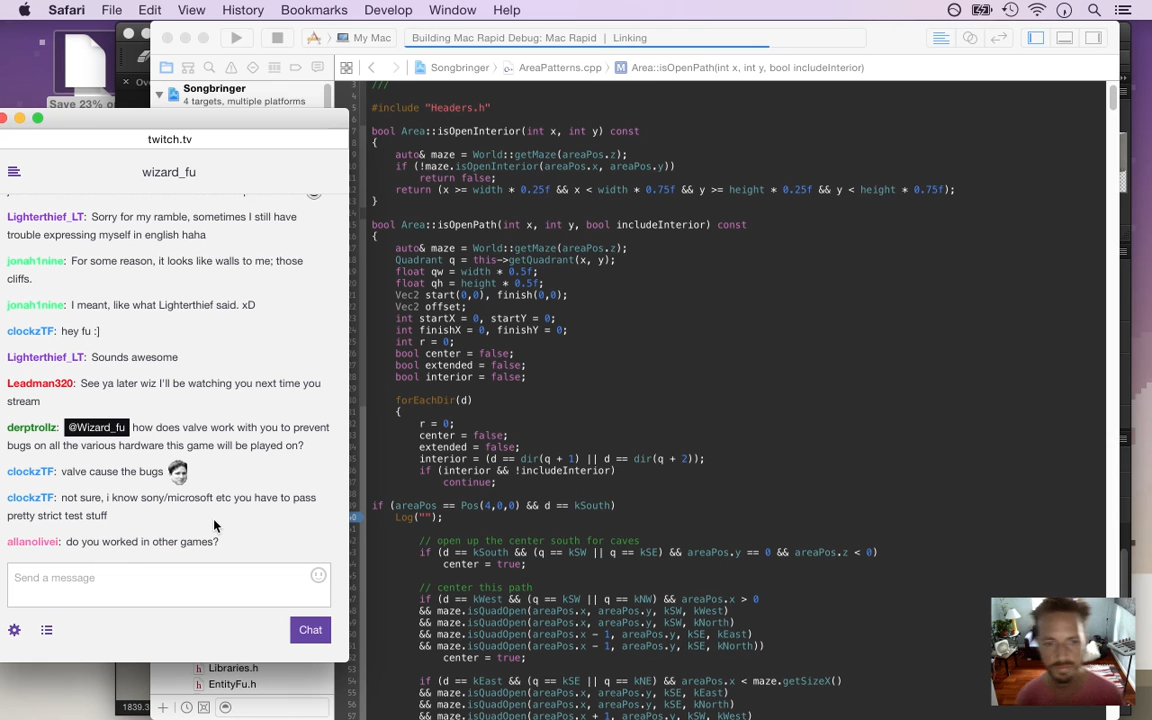 Safari File Edit View History Bookmarks Develop Window Help
My Mac
Building Mac Rapid Debug: Mac Rapid | Linking
Songbringer
4 targets, multiple platforms
Songbringer AreaPatterns.cpp Area::isOpenPath(int x, int y, bool includeInterior)
Save 23% or
twitch.tv
wizard_fu
Lighterthief_LT: Sorry for my ramble, sometimes I still have
trouble expressing myself in english haha
jonah1nine: For some reason, it looks like walls to me; those
cliffs.
jonah1nine: I meant, like what Lighterthief said. xD
clockzTF: hey fu :]
Lighterthief_LT: Sounds awesome
Leadman320: See ya later wiz I'll be watching you next time you
stream
derptrollz: @Wizard_fu how does valve work with you to prevent
bugs on all the various hardware this game will be played on?
clockzTF: valve cause the bugs
clockzTF: not sure, i know sony/microsoft etc you have to pass
pretty strict test stuff
allanolivei: do you worked in other games?
Send a message
Chat
Libraries.h
EntityFu.h
1839.3
///
#include "Headers.h"
bool Area::isOpenInterior(int x, int y) const
{
auto& maze = World::getMaze(areaPos.z);
if (!maze.isOpenInterior(areaPos.x, areaPos.y))
return false;
return (x >= width * 0.25f && x < width * 0.75f && y >= height * 0.25f && y < height * 0.75f);
}
bool Area::isOpenPath(int x, int y, bool includeInterior) const
{
auto& maze = World::getMaze(areaPos.z);
Quadrant q = this->getQuadrant(x, y);
float qw = width * 0.5f;
float qh = height * 0.5f;
Vec2 start(0,0), finish(0,0);
Vec2 offset;
int startX = 0, startY = 0;
int finishX = 0, finishY = 0;
int r = 0;
bool center = false;
bool extended = false;
bool interior = false;
forEachDir(d)
{
r = 0;
center = false;
extended = false;
interior = (d == dir(q + 1) || d == dir(q + 2));
if (interior && !includeInterior)
continue;
if (areaPos == Pos(4,0,0) && d == kSouth)
Log("");
// open up the center south for caves
if (d == kSouth && (q == kSW || q == kSE) && areaPos.y == 0 && areaPos.z < 0)
center = true;
// center this path
if (d == kWest && (q == kSW || q == kNW) && areaPos.x > 0
&& maze.isQuadOpen(areaPos.x, areaPos.y, kSW, kWest)
&& maze.isQuadOpen(areaPos.x, areaPos.y, kSW, kNorth)
&& maze.isQuadOpen(areaPos.x - 1, areaPos.y, kSE, kEast)
&& maze.isQuadOpen(areaPos.x - 1, areaPos.y, kSE, kNorth))
center = true;
if (d == kEast && (q == kSE || q == kNE) && areaPos.x < maze.getSizeX()
&& maze.isQuadOpen(areaPos.x, areaPos.y, kSE, kEast)
&& maze.isQuadOpen(areaPos.x, areaPos.y, kSE, kNorth)
&& maze.isQuadOpen(areaPos.x + 1, areaPos.y, kSW, kWest)